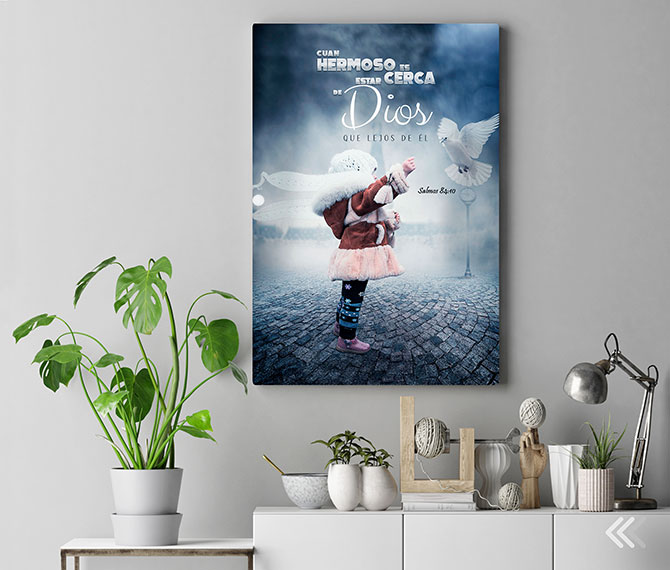 CUAN
HERMOSO ES
ESTAR CERCA
DE
Dios
QUE LEJOS DE ÉL
Salmos 84:10